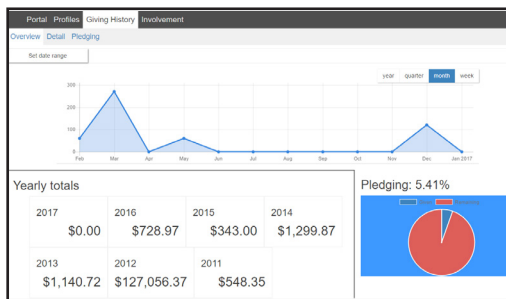 Portal Profiles Giving History Involvement
Overview Detail Pledging
Set date range
year quarter month week
300
200
100
0
Feb Mar Apr May Jun Jul Aug Sep Oct Nov Dec Jan 2017
Yearly totals
2017 2016 2015 2014
$0.00 $728.97 $343.00 $1,299.87
2013 2012 2011
$1,140.72 $127,056.37 $548.35
Pledging: 5.41%